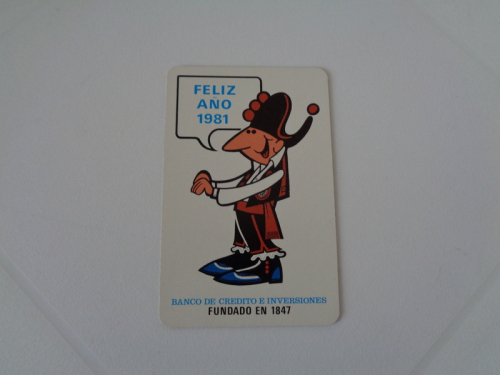 FELIZ
AÑO
1981
BANCO DE CREDITO E INVERSIONES
FUNDADO EN 1847